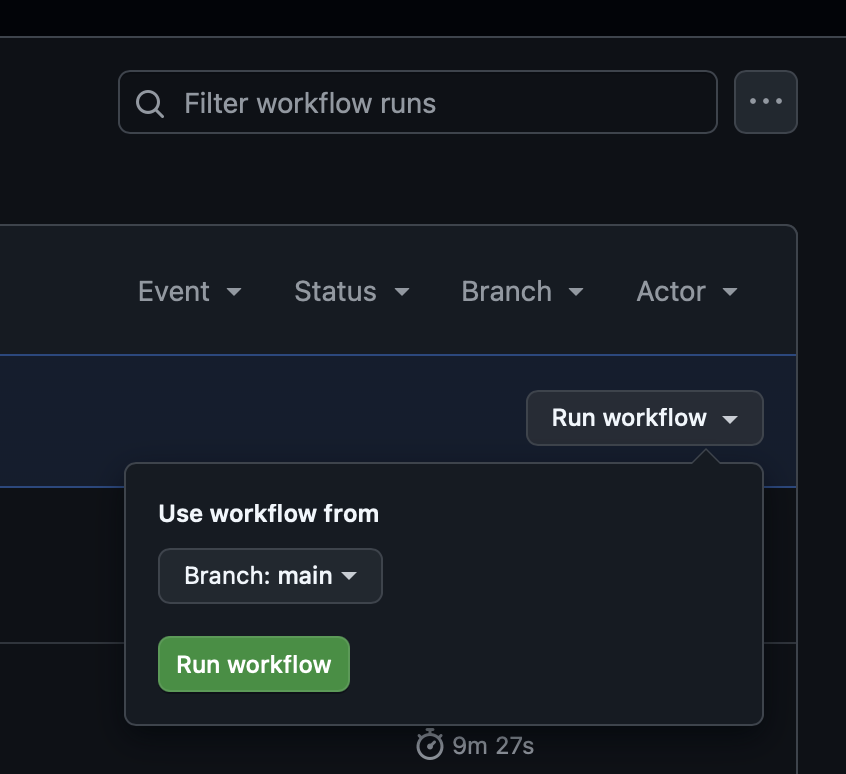 Filter workflow runs
Event Status Branch Actor
Run workflow
Use workflow from
Branch: main
Run workflow
9m 27s